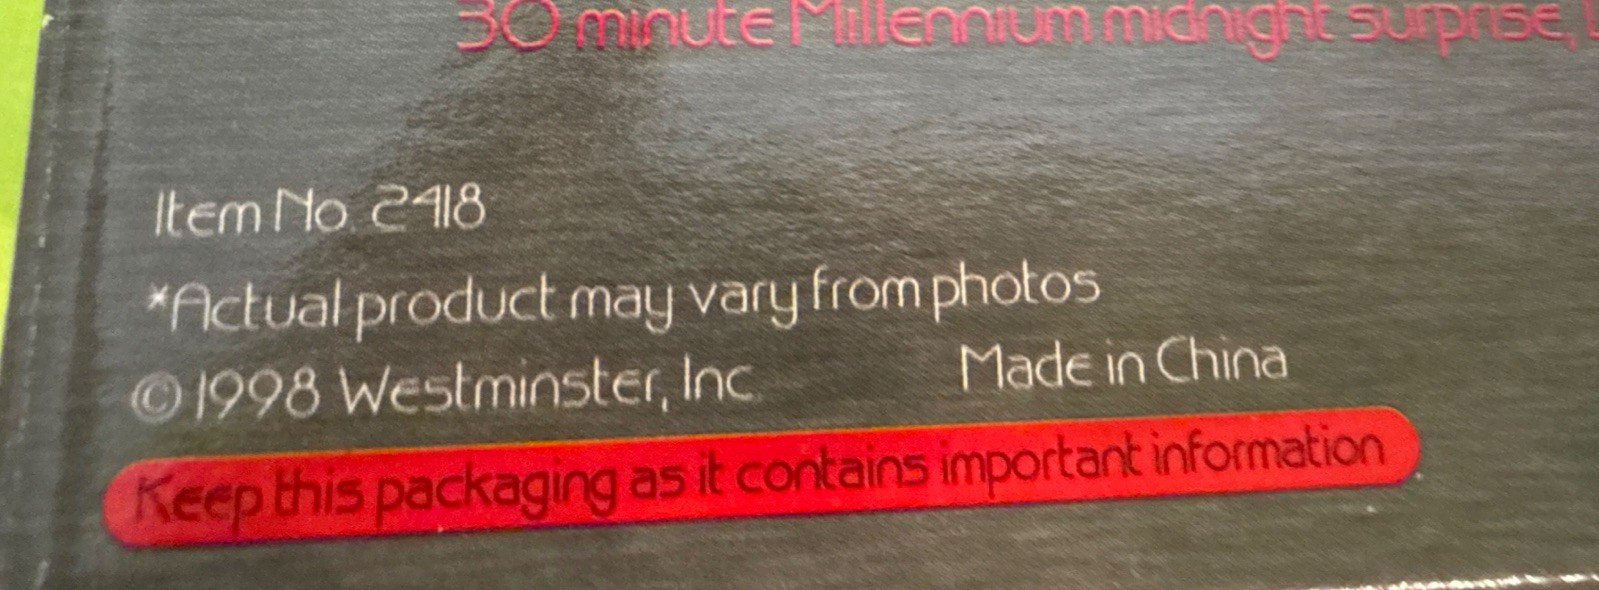 30 minute Millennium midnight surprise,
Item No. 2418
*Actual product may vary from photos
©1998 Westminster, Inc.
Made in China
Keep this packaging as it contains important information